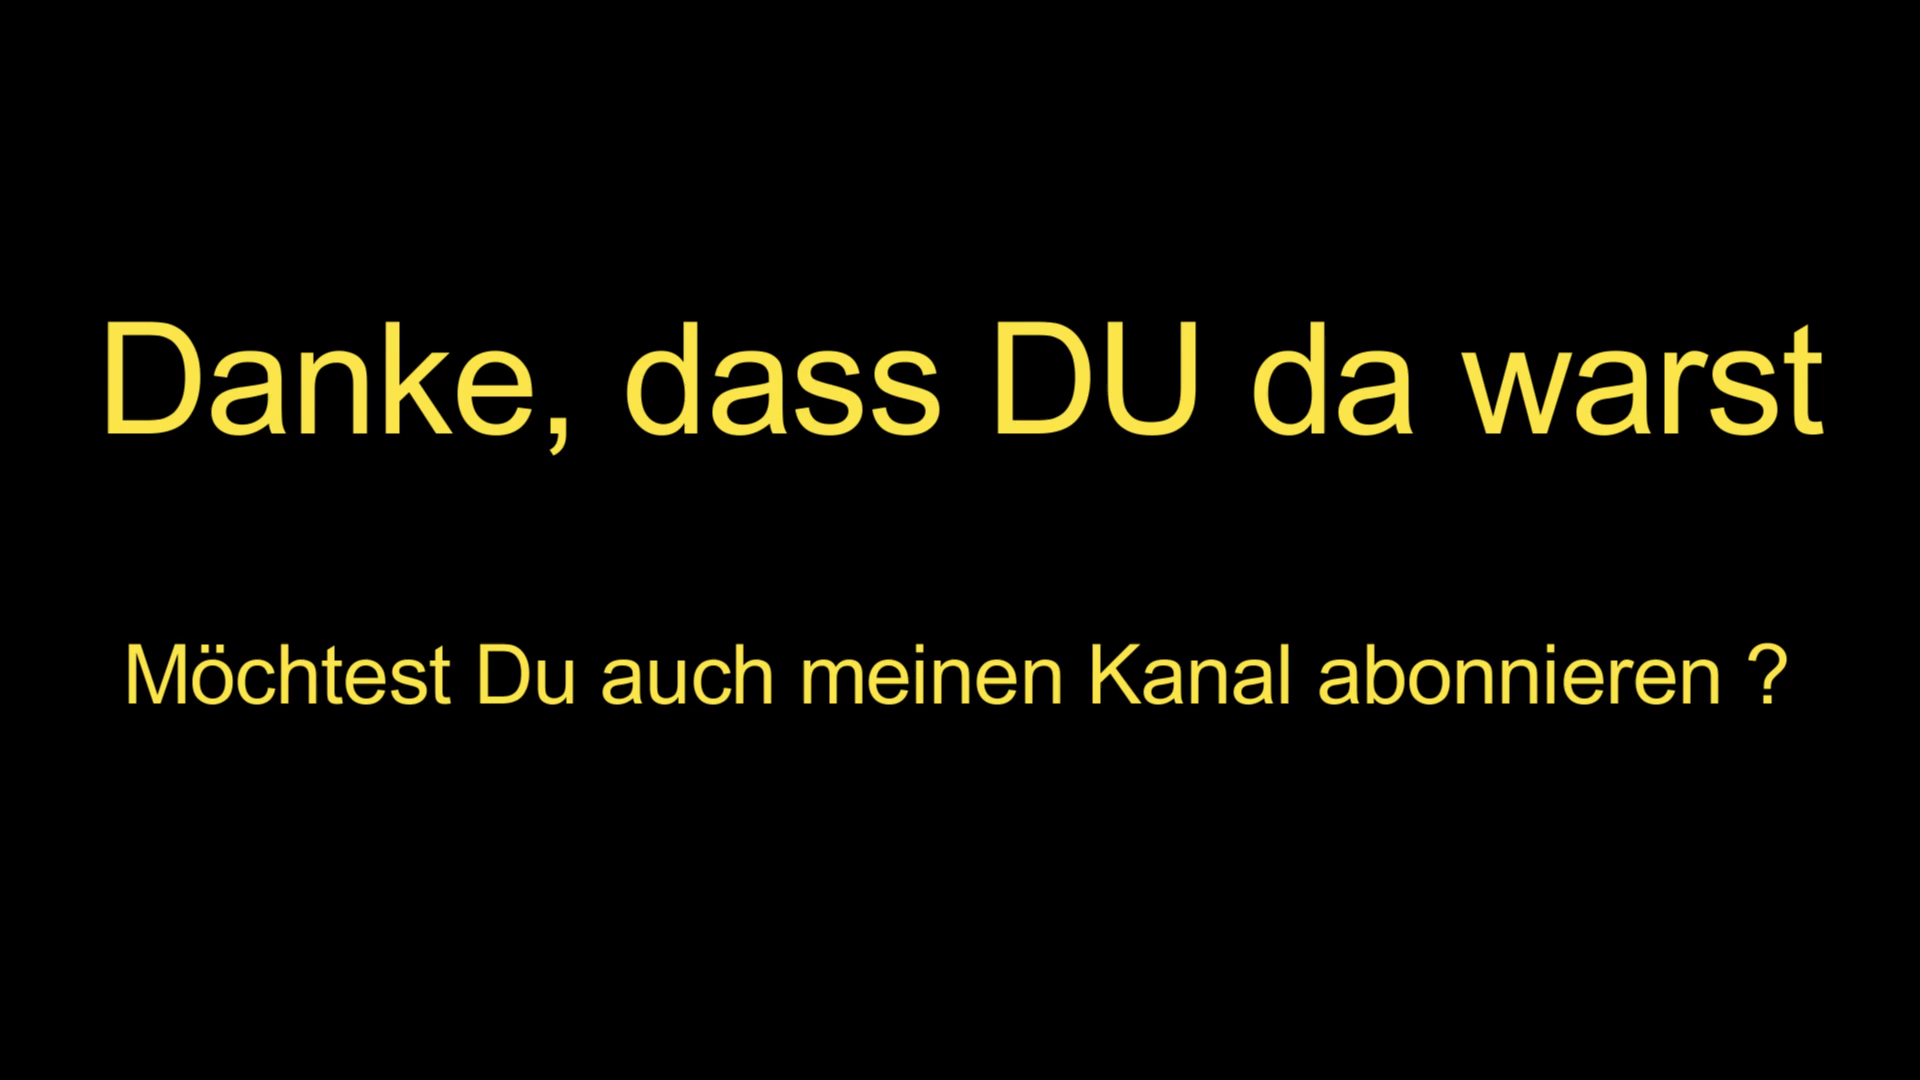 Danke, dass DU da warst
Möchtest Du auch meinen Kanal abonnieren ?